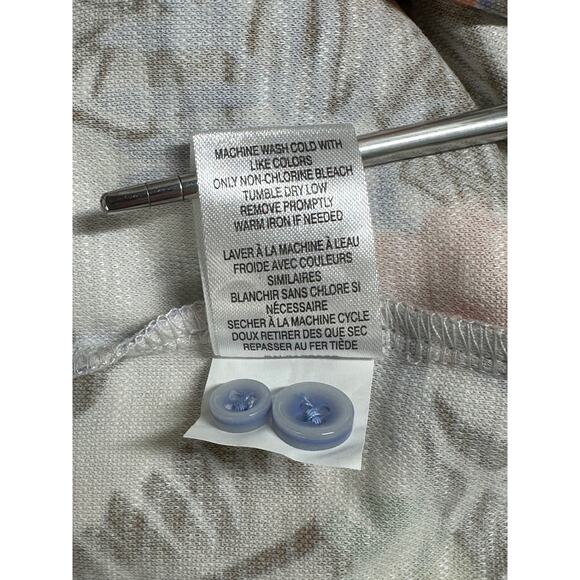 MACHINE WASH COLD WITH
LIKE COLORS
ONLY NON-CHLORINE BLEACH
TUMBLE DRY LOW
REMOVE PROMPTLY
WARM IRON IF NEEDED
LAVER À LA MACHINE À L'EAU
FROIDE AVEC COULEURS
SIMILAIRES
BLANCHIR SANS CHLORE SI
NÉCESSAIRE
SECHER À LA MACHINE CYCLE
DOUX RETIRER DES QUE SEC
REPASSER AU FER TIÈDE